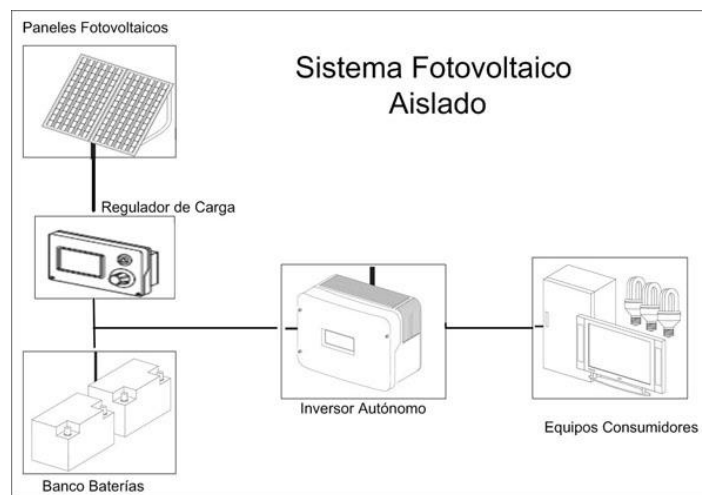 Paneles Fotovoltaicos
Sistema Fotovoltaico
Aislado
Regulador de Carga
Inversor Autónomo
Equipos Consumidores
Banco Baterías